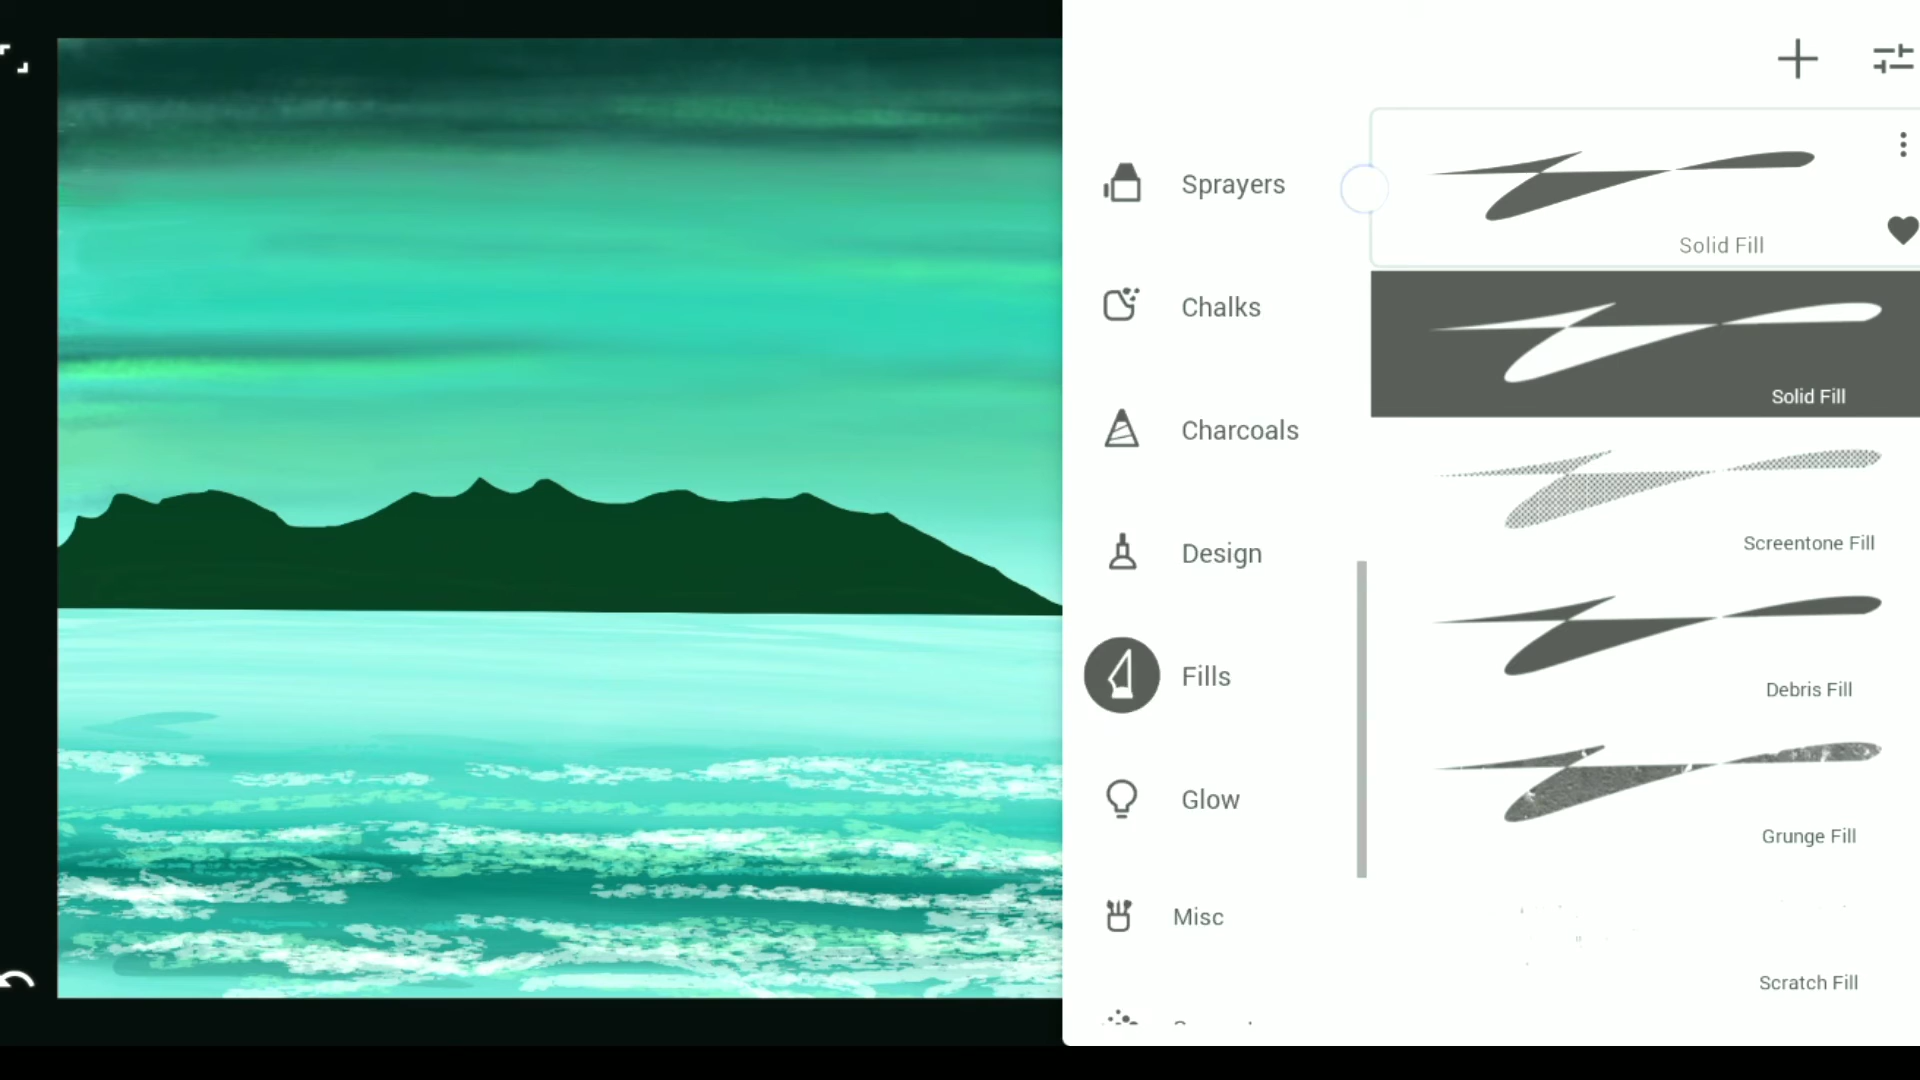 Sprayers
Chalks
Charcoals
Design
Fills
Glow
Misc
Solid Fill
Solid Fill
Screentone Fill
Debris Fill
Grunge Fill
Scratch Fill